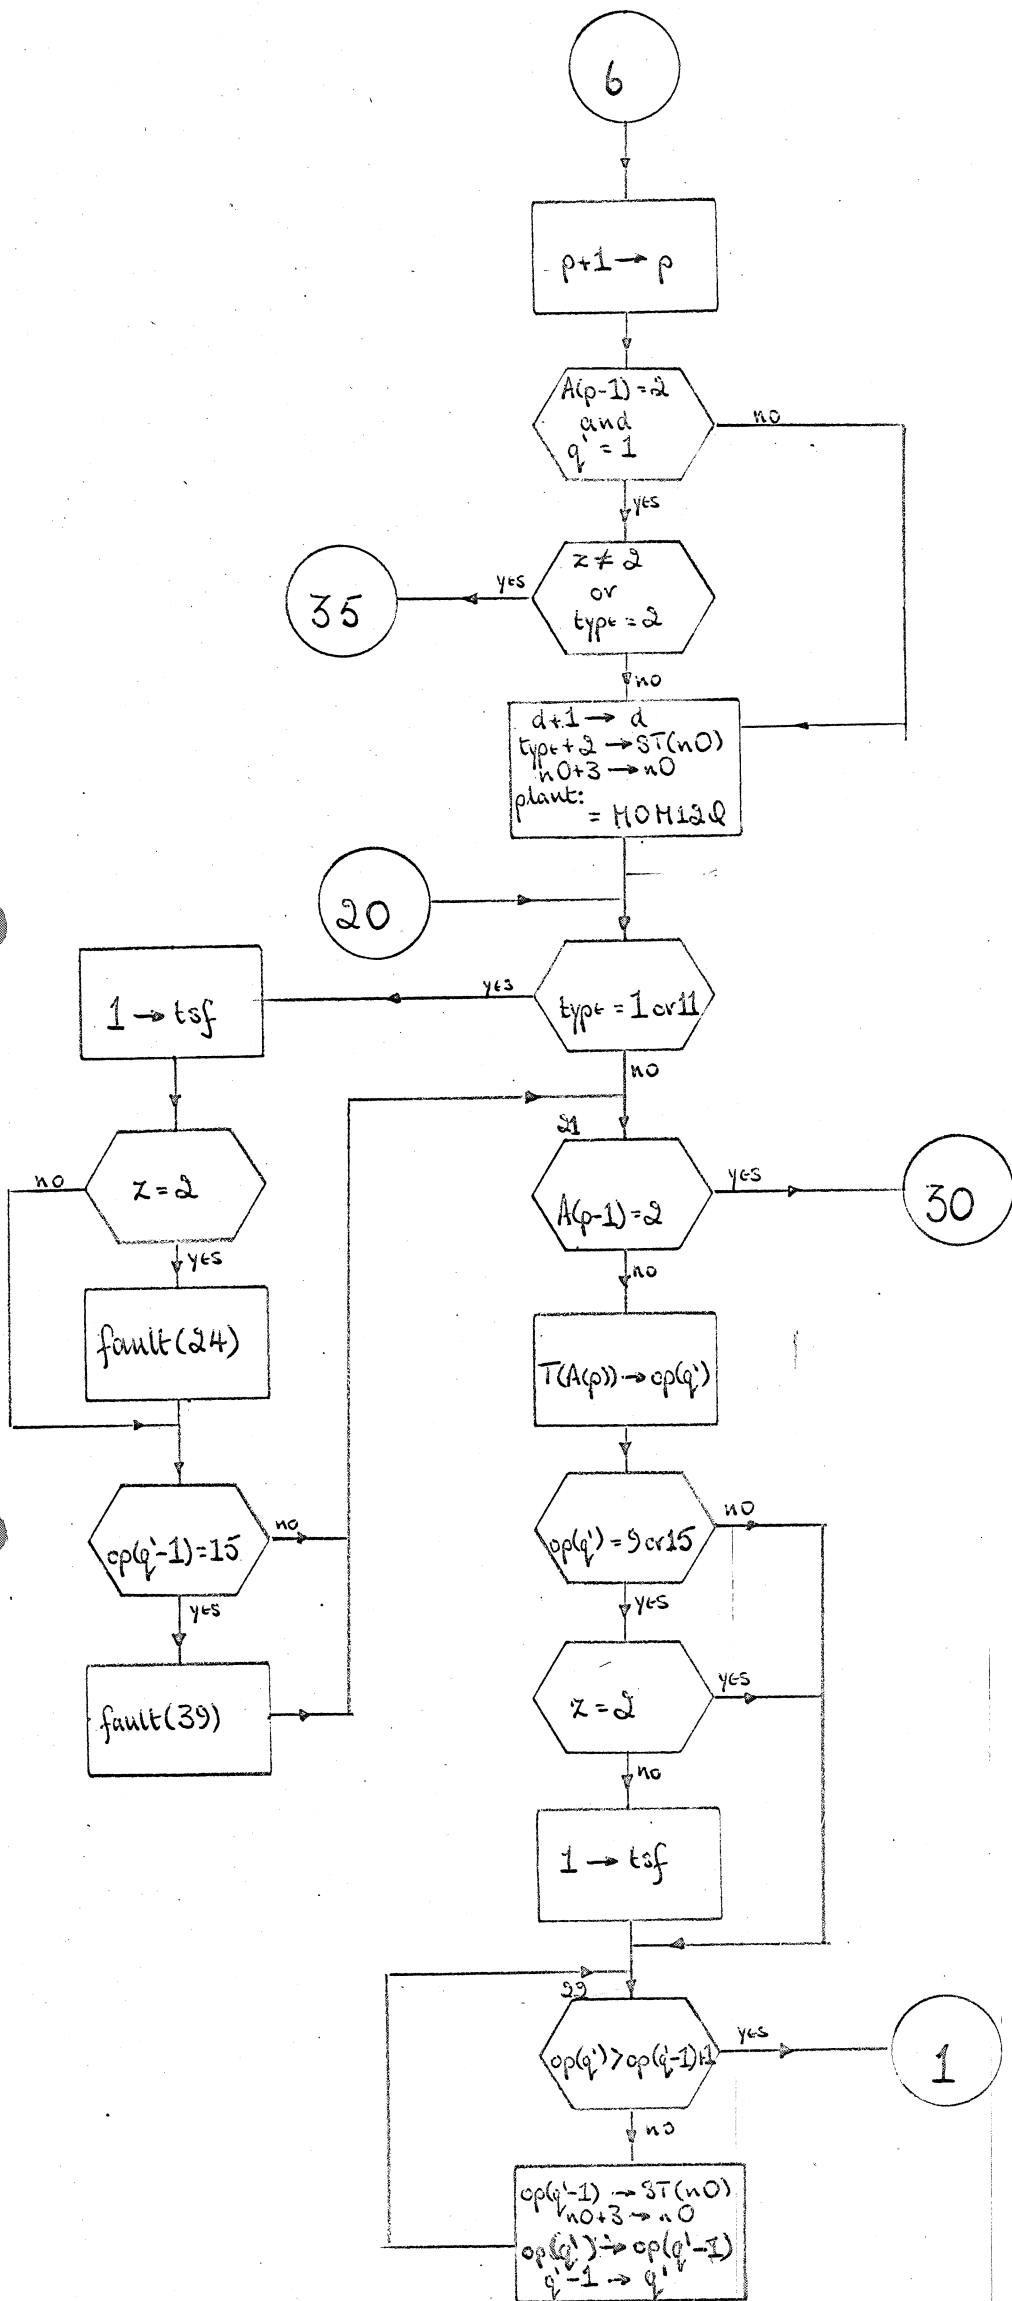 6
p+1 → p
A(p-1)=2
and
q'=1
no
yes
z ≠ 2
or
type = 2
yes
35
no
d+1 → d
type+2 → ST(n0)
n0+3 → n0
plant:
= M0M12Q
20
type = 1 or 11
yes
1 → tsf
no
21
z = 2
no
yes
A(p-1)=2
yes
30
no
fault(24)
T(A(p)) → op(q')
op(q'-1)=15
no
yes
op(q') = 9 or 15
no
yes
fault(39)
z = 2
yes
no
1 → tsf
22
op(q') > op(q'-1)+1
yes
1
no
op(q'-1) → ST(n0)
n0+3 → n0
op(q') → op(q'-1)
q'-1 → q'